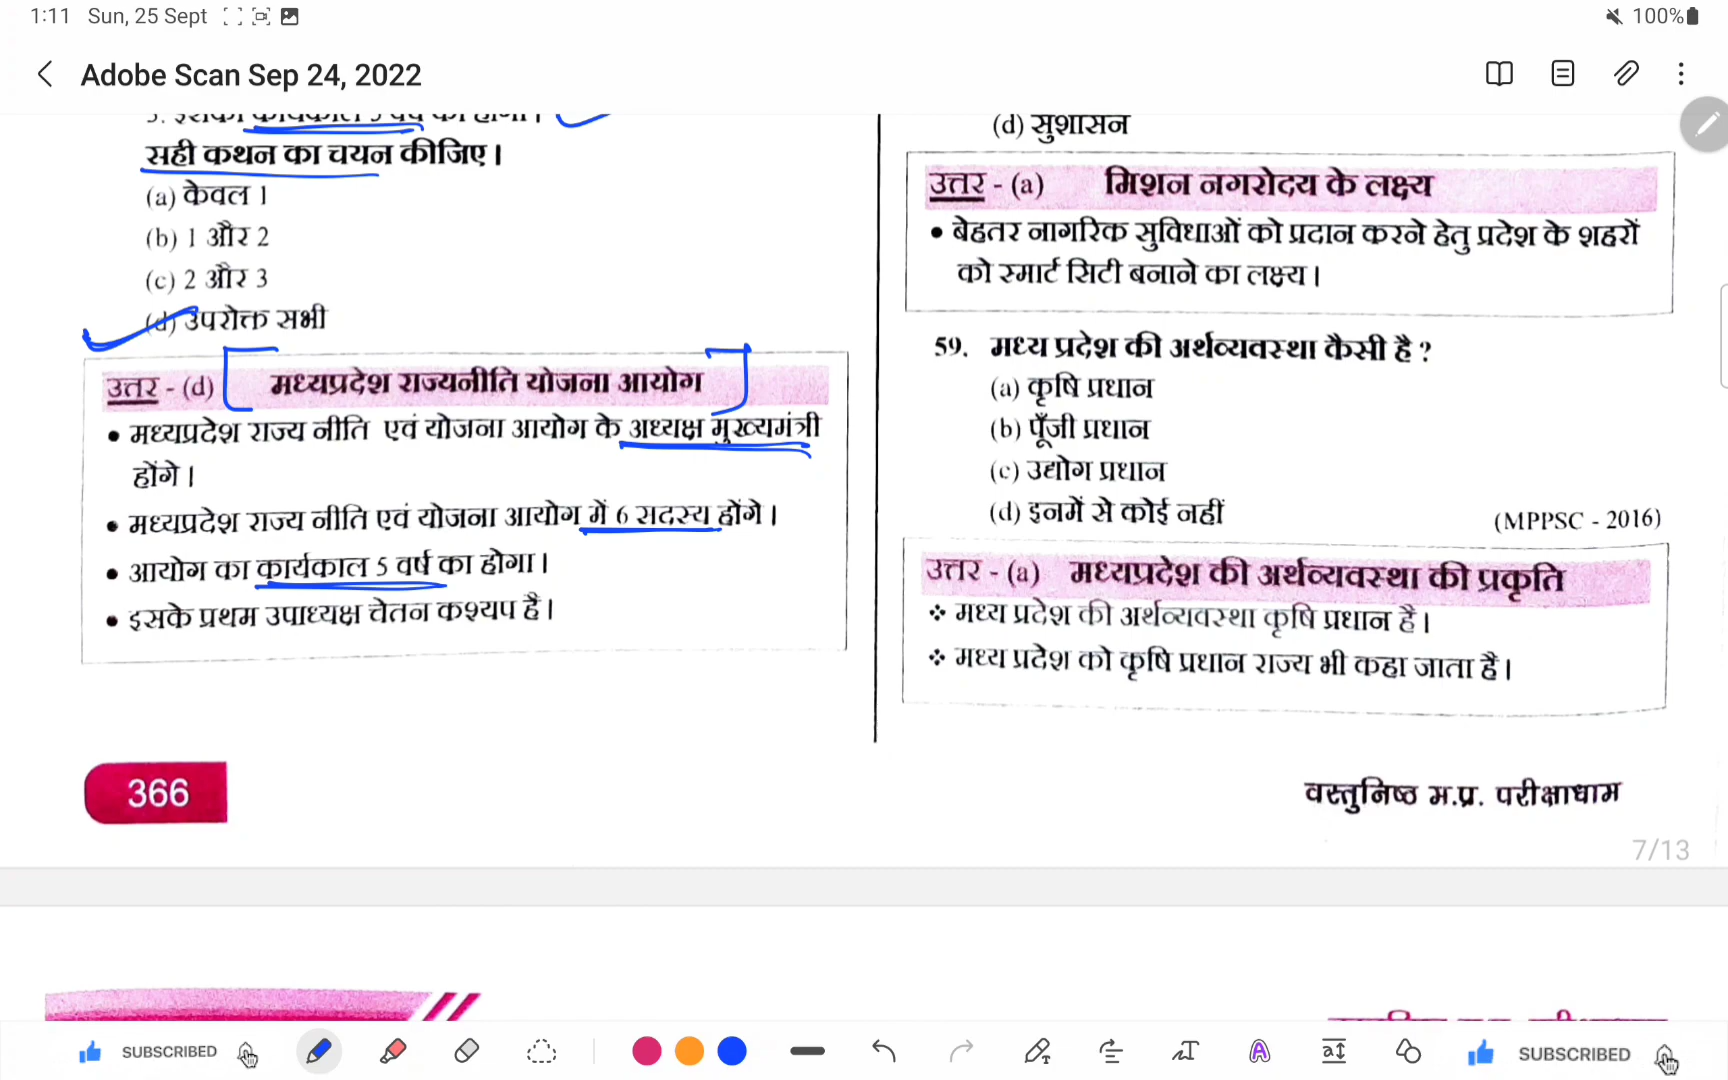 1:11 Sun, 25 Sept
100%
Adobe Scan Sep 24, 2022
3. इसका कार्यकाल 5 वर्ष का होगा।
सही कथन का चयन कीजिए।
(a) केवल 1
(b) 1 और 2
(c) 2 और 3
(d) उपरोक्त सभी
उत्तर - (d) मध्यप्रदेश राज्यनीति योजना आयोग
• मध्यप्रदेश राज्य नीति एवं योजना आयोग के अध्यक्ष मुख्यमंत्री
होंगे।
• मध्यप्रदेश राज्य नीति एवं योजना आयोग में 6 सदस्य होंगे।
• आयोग का कार्यकाल 5 वर्ष का होगा।
• इसके प्रथम उपाध्यक्ष चेतन कश्यप है।
366
(d) सुशासन
उत्तर - (a) मिशन नगरोदय के लक्ष्य
• बेहतर नागरिक सुविधाओं को प्रदान करने हेतु प्रदेश के शहरों
को स्मार्ट सिटी बनाने का लक्ष्य।
59. मध्य प्रदेश की अर्थव्यवस्था कैसी है?
(a) कृषि प्रधान
(b) पूँजी प्रधान
(c) उद्योग प्रधान
(d) इनमें से कोई नहीं
(MPPSC - 2016)
उत्तर - (a) मध्यप्रदेश की अर्थव्यवस्था की प्रकृति
❖ मध्य प्रदेश की अर्थव्यवस्था कृषि प्रधान है।
❖ मध्य प्रदेश को कृषि प्रधान राज्य भी कहा जाता है।
वस्तुनिष्ठ म.प्र. परीक्षाधाम
7/13
SUBSCRIBED
SUBSCRIBED